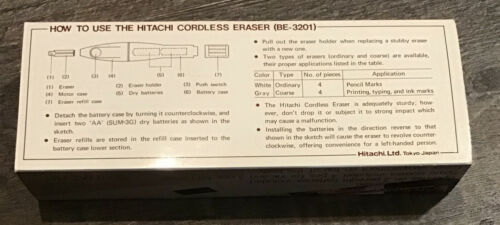 HOW TO USE THE HITACHI CORDLESS ERASER (BE-3201)
(1) (2) (3) (4) (5) (6) (7)
(1) Eraser (2) Eraser holder (3) Push switch
(4) Motor case (5) Dry batteries (6) Battery case
(7) Eraser refill case
• Detach the battery case by turning it counterclockwise, and
insert two "AA" (SUM-3G) dry batteries as shown in the
sketch.
• Eraser refills are stored in the refill case inserted to the
battery case lower section.
• Pull out the eraser holder when replacing a stubby eraser
with a new one.
• Two types of erasers (ordinary and coarse) are available,
their proper applications listed in the table.
Color Type No. of pieces Application
White Ordinary 4 Pencil Marks
Gray Coarse 4 Printing, typing, and ink marks
• The Hitachi Cordless Eraser is adequately sturdy; how-
ever, don't drop it or subject it to strong impact which
may cause a malfunction.
• Installing the batteries in the direction reverse to that
shown in the sketch will cause the eraser to revolve counter-
clockwise, offering convenience for a left-handed person.
Hitachi, Ltd. Tokyo Japan